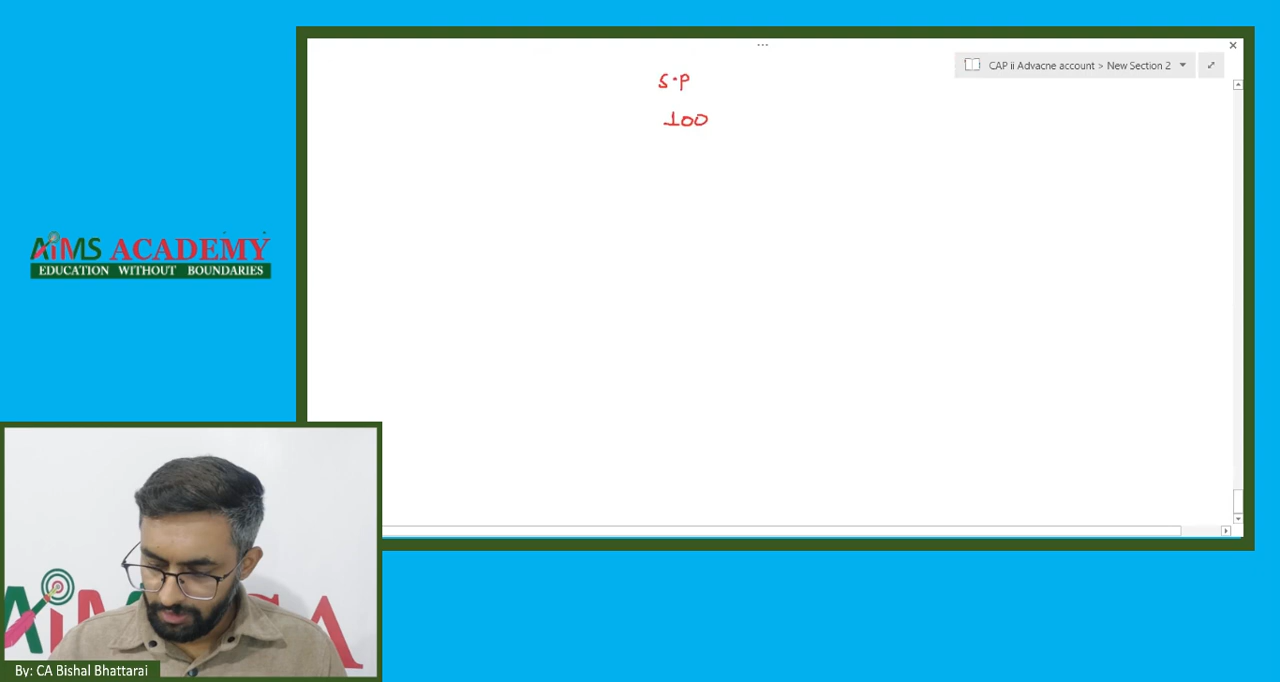 CAP ii Advacne account > New Section 2
S.P
100
AiMS ACADEMY
EDUCATION WITHOUT BOUNDARIES
By: CA Bishal Bhattarai